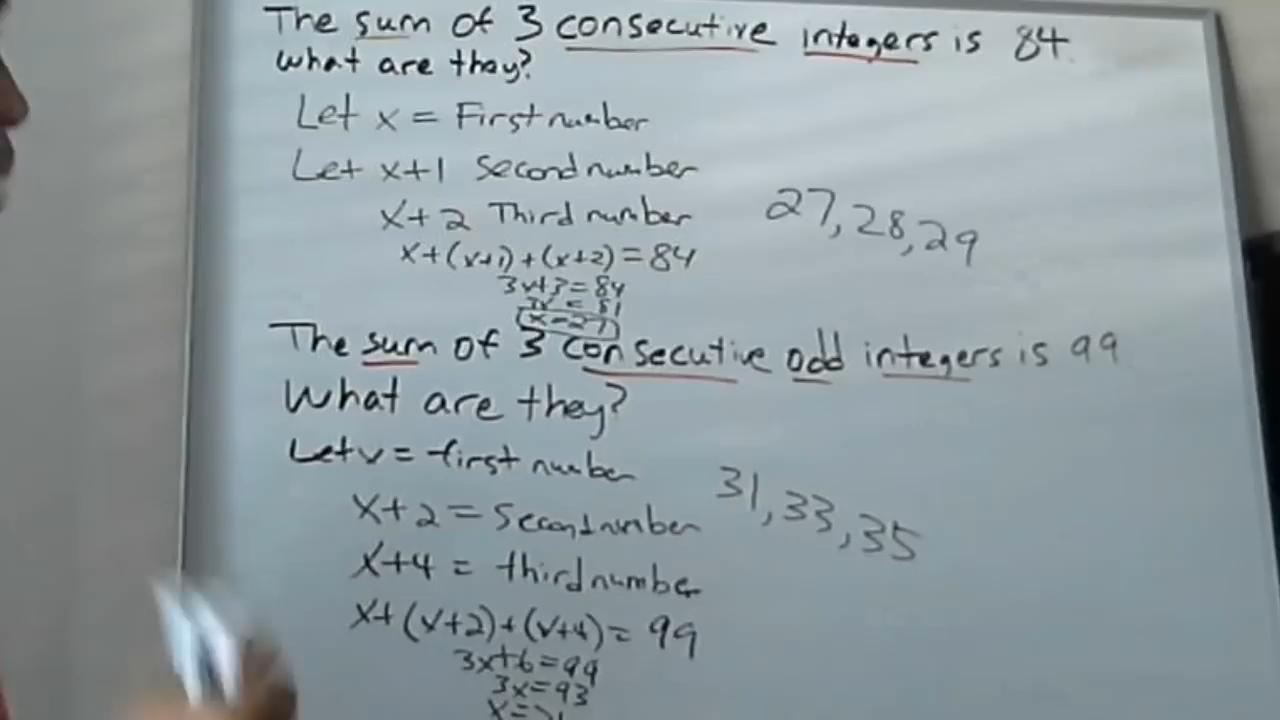 The sum of 3 consecutive integers is 84.
What are they?
Let x = First number
Let x+1 Second number
x+2 Third number
27, 28, 29
x+(x+1)+(x+2)=84
3x+3=84
3x=81
x=27
The sum of 3 consecutive odd integers is 99
What are they?
Let x = first number
31, 33, 35
x+2 = Second number
x+4 = third number
x+(x+2)+(x+4)= 99
3x+6=99
3x=93